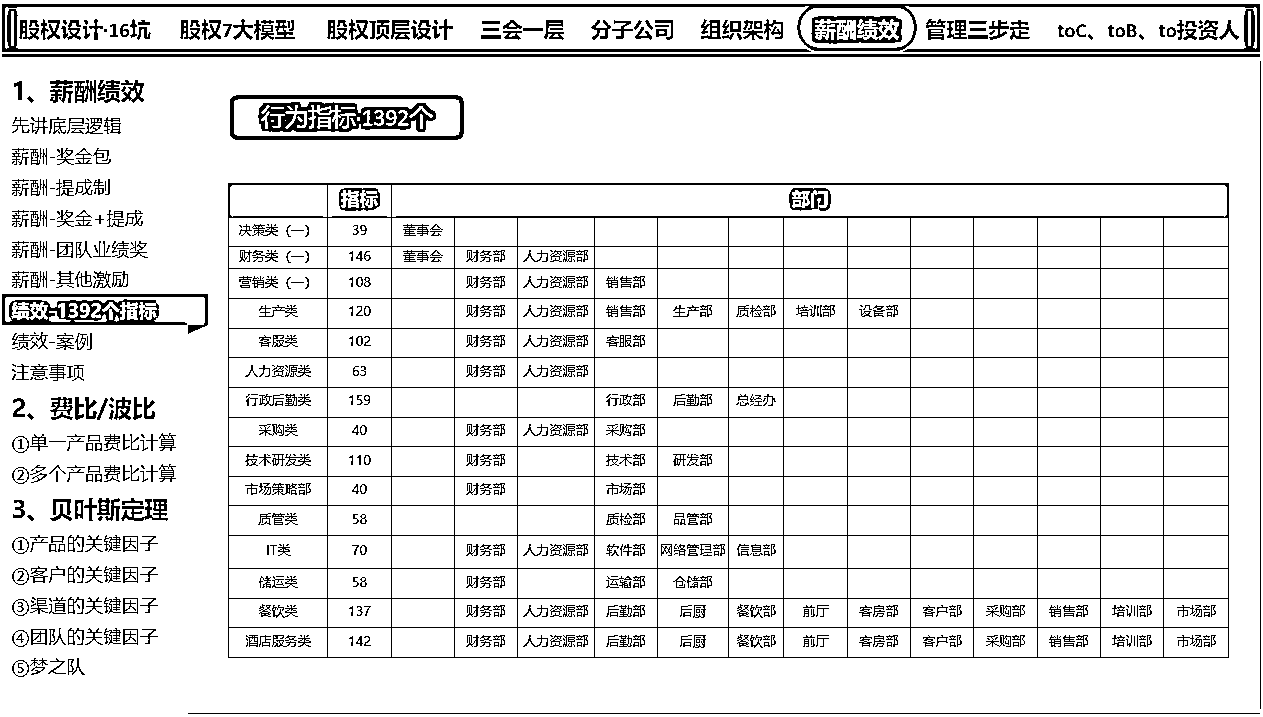 股权设计·16坑 股权7大模型 股权顶层设计 三会一层 分子公司 组织架构 薪酬绩效 管理三步走 toC、toB、to投资人
1、薪酬绩效
先讲底层逻辑
薪酬-奖金包
薪酬-提成制
薪酬-奖金+提成
薪酬-团队业绩奖
薪酬-其他激励
绩效-1392个指标
绩效-案例
注意事项
2、费比/波比
①单一产品费比计算
②多个产品费比计算
3、贝叶斯定理
①产品的关键因子
②客户的关键因子
③渠道的关键因子
④团队的关键因子
⑤梦之队
行为指标·1392个
指标 部门
决策类（一） 39 董事会
财务类（一） 146 董事会 财务部 人力资源部
营销类（一） 108 财务部 人力资源部 销售部
生产类 120 财务部 人力资源部 销售部 生产部 质检部 培训部 设备部
客服类 102 财务部 人力资源部 客服部
人力资源类 63 财务部 人力资源部
行政后勤类 159 行政部 后勤部 总经办
采购类 40 财务部 人力资源部 采购部
技术研发类 110 财务部 技术部 研发部
市场策略部 40 财务部 市场部
质管类 58 质检部 品管部
IT类 70 财务部 人力资源部 软件部 网络管理部 信息部
储运类 58 财务部 运输部 仓储部
餐饮类 137 财务部 人力资源部 后勤部 后厨 餐饮部 前厅 客房部 客户部 采购部 销售部 培训部 市场部
酒店服务类 142 财务部 人力资源部 后勤部 后厨 餐饮部 前厅 客房部 客户部 采购部 销售部 培训部 市场部